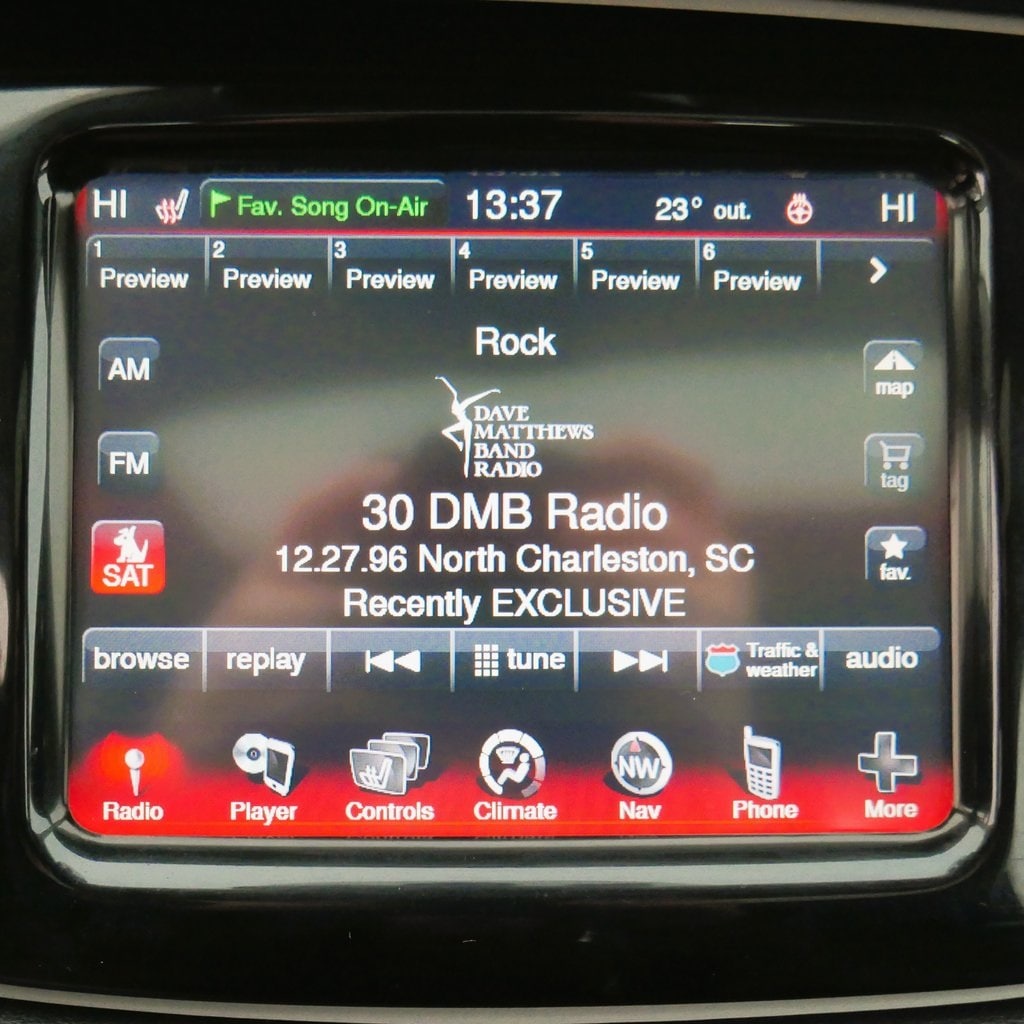 HI Fav. Song On-Air 13:37 23° out. HI
1 Preview 2 Preview 3 Preview 4 Preview 5 Preview 6 Preview >
Rock
AM
map
DAVE
MATTHEWS
BAND
RADIO
FM
tag
30 DMB Radio
12.27.96 North Charleston, SC
SAT
fav.
Recently EXCLUSIVE
browse replay tune Traffic & weather audio
NW
Radio Player Controls Climate Nav Phone More